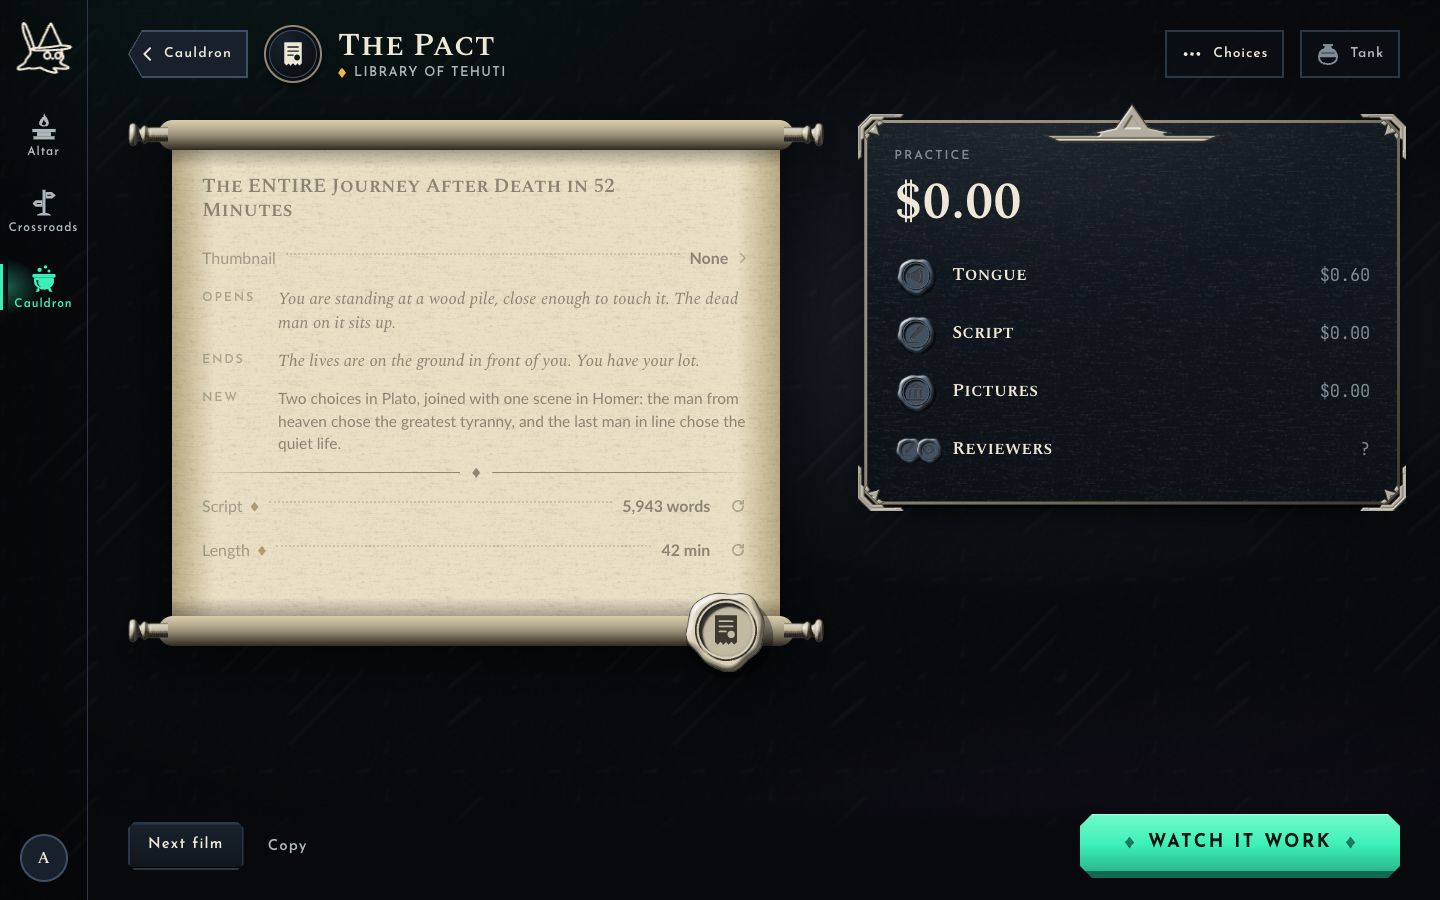 Cauldron
THE PACT
LIBRARY OF TEHUTI
Choices
Tank
Altar
Crossroads
Cauldron
THE ENTIRE JOURNEY AFTER DEATH IN 52
MINUTES
Thumbnail None
OPENS You are standing at a wood pile, close enough to touch it. The dead
man on it sits up.
ENDS The lives are on the ground in front of you. You have your lot.
NEW Two choices in Plato, joined with one scene in Homer: the man from
heaven chose the greatest tyranny, and the last man in line chose the
quiet life.
Script 5,943 words
Length 42 min
PRACTICE
$0.00
TONGUE $0.60
SCRIPT $0.00
PICTURES $0.00
REVIEWERS ?
A
Next film
Copy
WATCH IT WORK